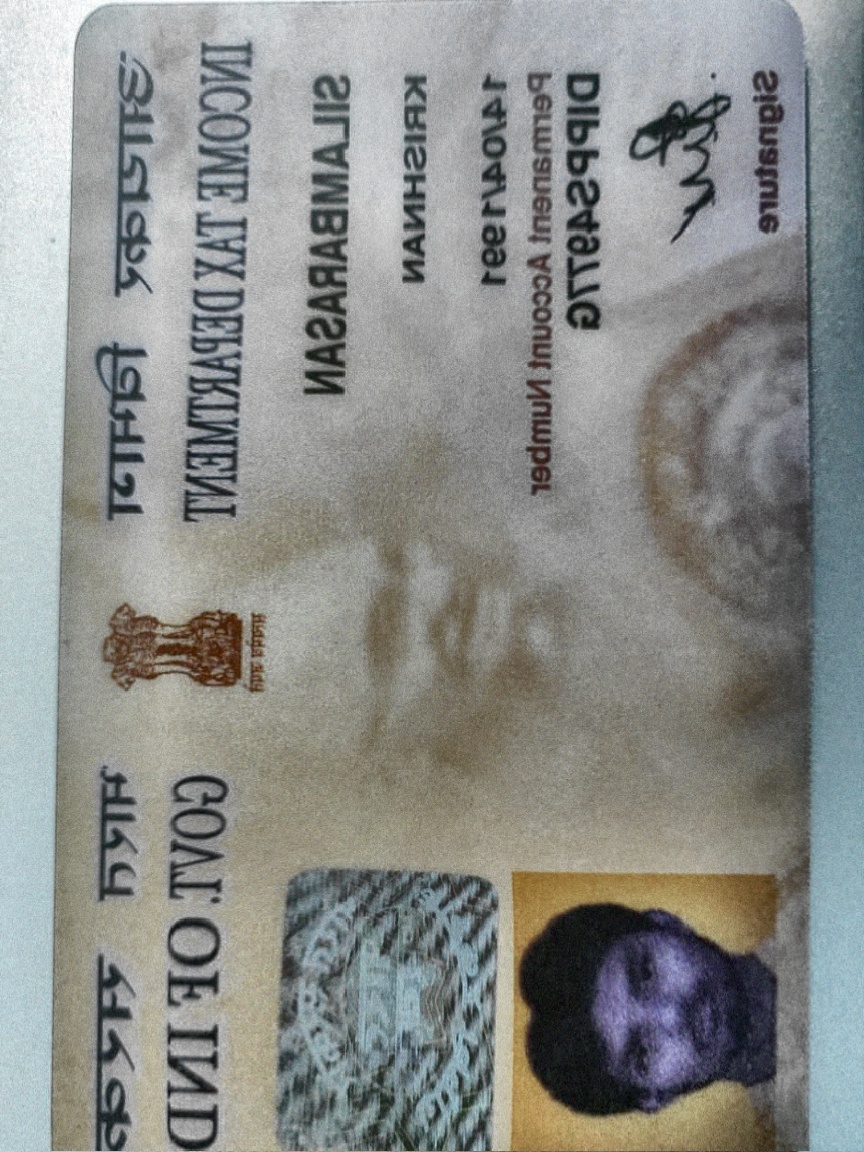 आयकर विभाग
भारत सरका
INCOME TAX DEPARTMENT
GOVT. OF IND
सत्यमेव जयते
SILAMBARASAN
KRISHNAN
14/04/1991
Permanent Account Number
Signature